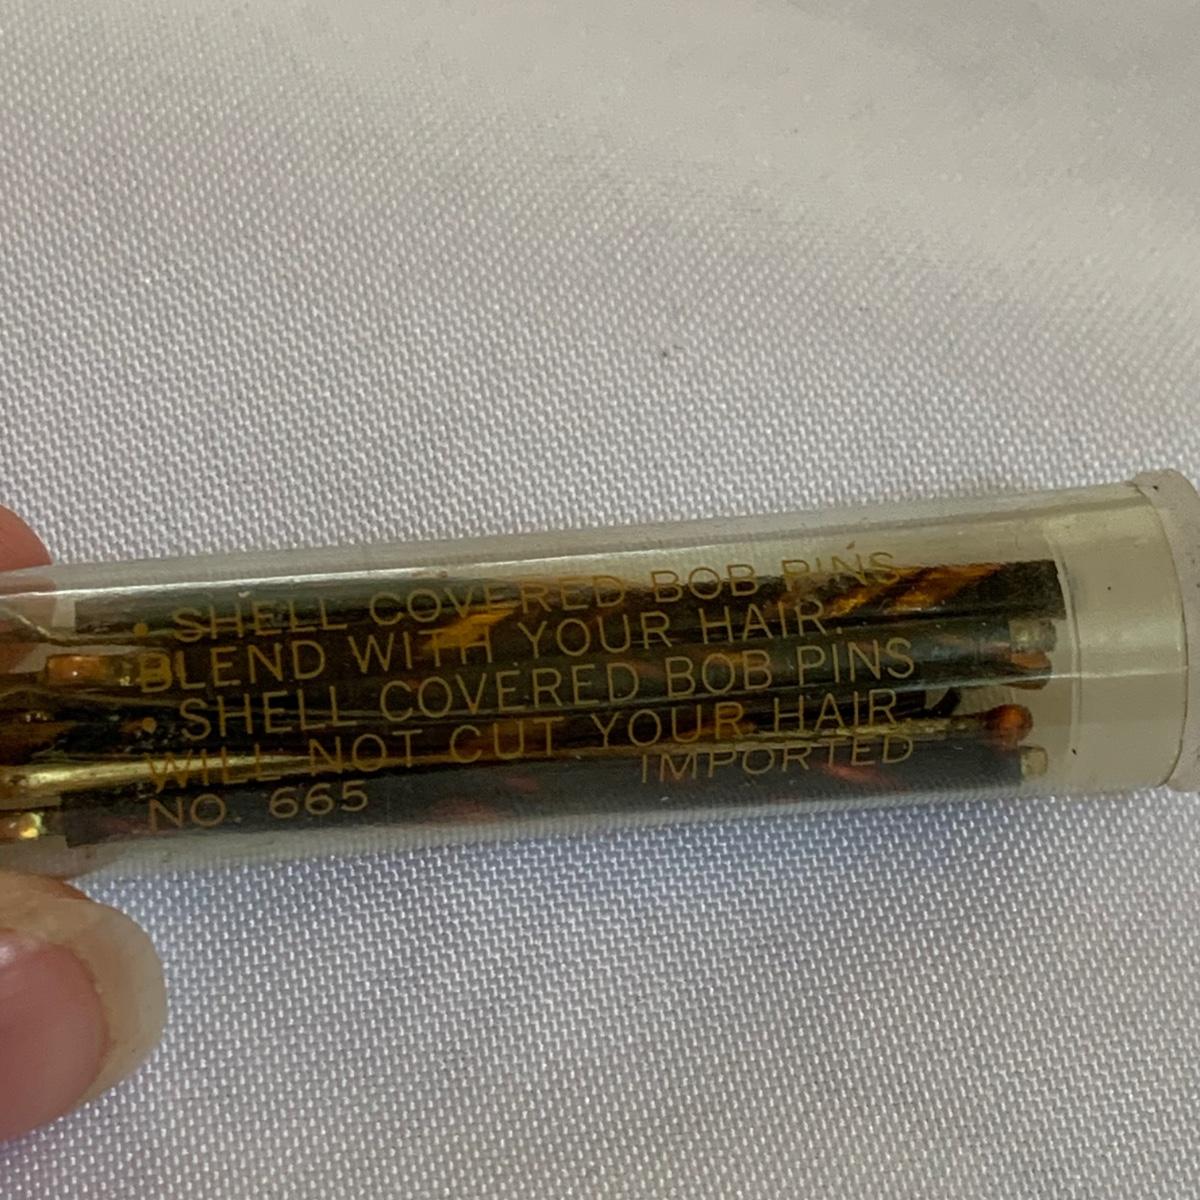 • SHELL COVERED BOB PINS
BLEND WITH YOUR HAIR.
• SHELL COVERED BOB PINS
WILL NOT CUT YOUR HAIR
IMPORTED
NO. 665